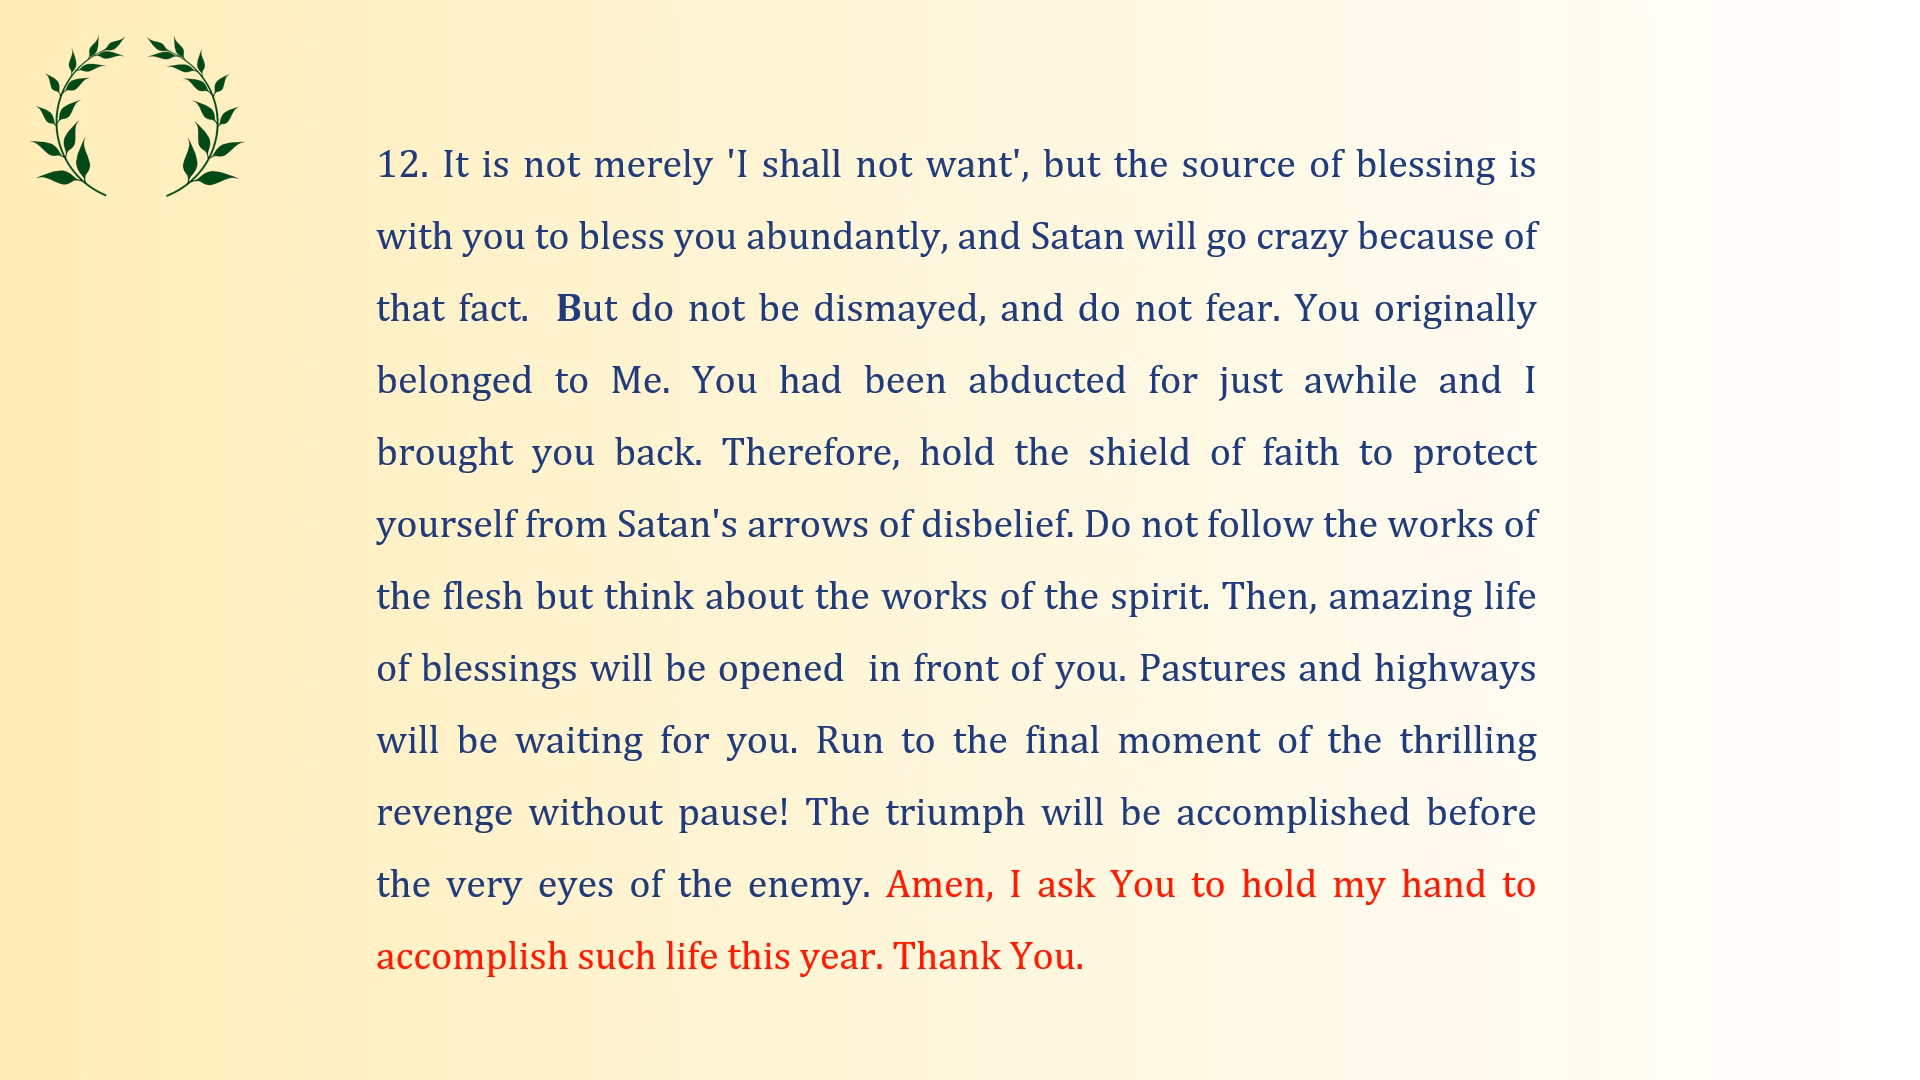 12. It is not merely 'I shall not want', but the source of blessing is
with you to bless you abundantly, and Satan will go crazy because of
that fact.  But do not be dismayed, and do not fear. You originally
belonged to Me. You had been abducted for just awhile and I
brought you back. Therefore, hold the shield of faith to protect
yourself from Satan's arrows of disbelief. Do not follow the works of
the flesh but think about the works of the spirit. Then, amazing life
of blessings will be opened  in front of you. Pastures and highways
will be waiting for you. Run to the final moment of the thrilling
revenge without pause! The triumph will be accomplished before
the very eyes of the enemy. Amen, I ask You to hold my hand to
accomplish such life this year. Thank You.